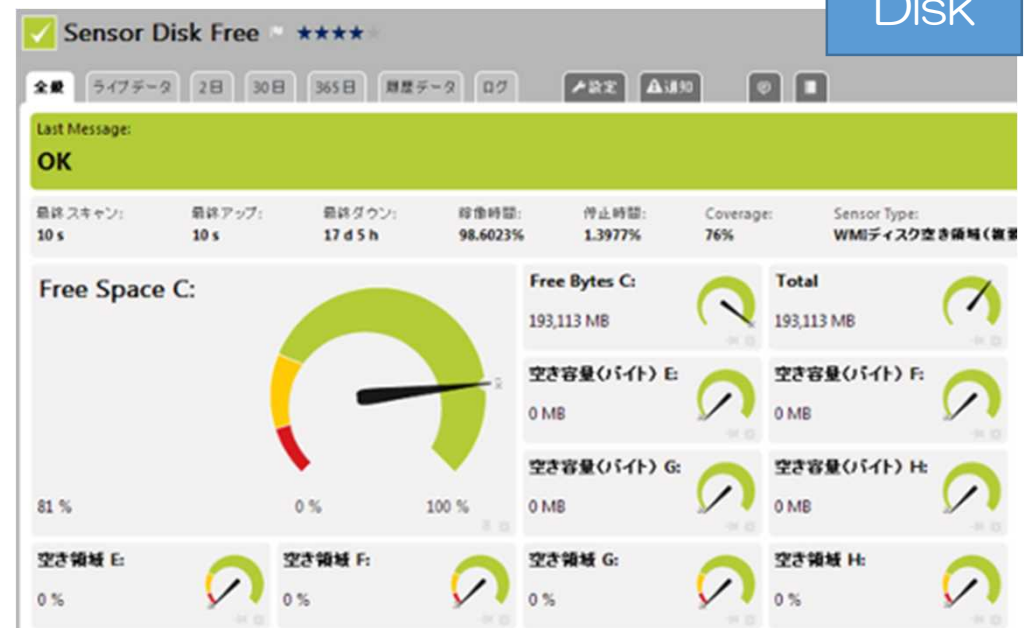 Disk
Sensor Disk Free
全般 ライブデータ 2日 30日 365日 履歴データ ログ 設定 通知
Last Message:
OK
最終スキャン: 最終アップ: 最終ダウン: 稼働時間: 停止時間: Coverage: Sensor Type:
10 s 10 s 17 d 5 h 98.6023% 1.3977% 76% WMIディスク空き領域(複
Free Space C:
81 %
0 % 100 %
Free Bytes C:
193,113 MB
Total
193,113 MB
空き容量(バイト) E:
0 MB
空き容量(バイト) F:
0 MB
空き容量(バイト) G:
0 MB
空き容量(バイト) H:
0 MB
空き領域 E:
0 %
空き領域 F:
0 %
空き領域 G:
0 %
空き領域 H:
0 %